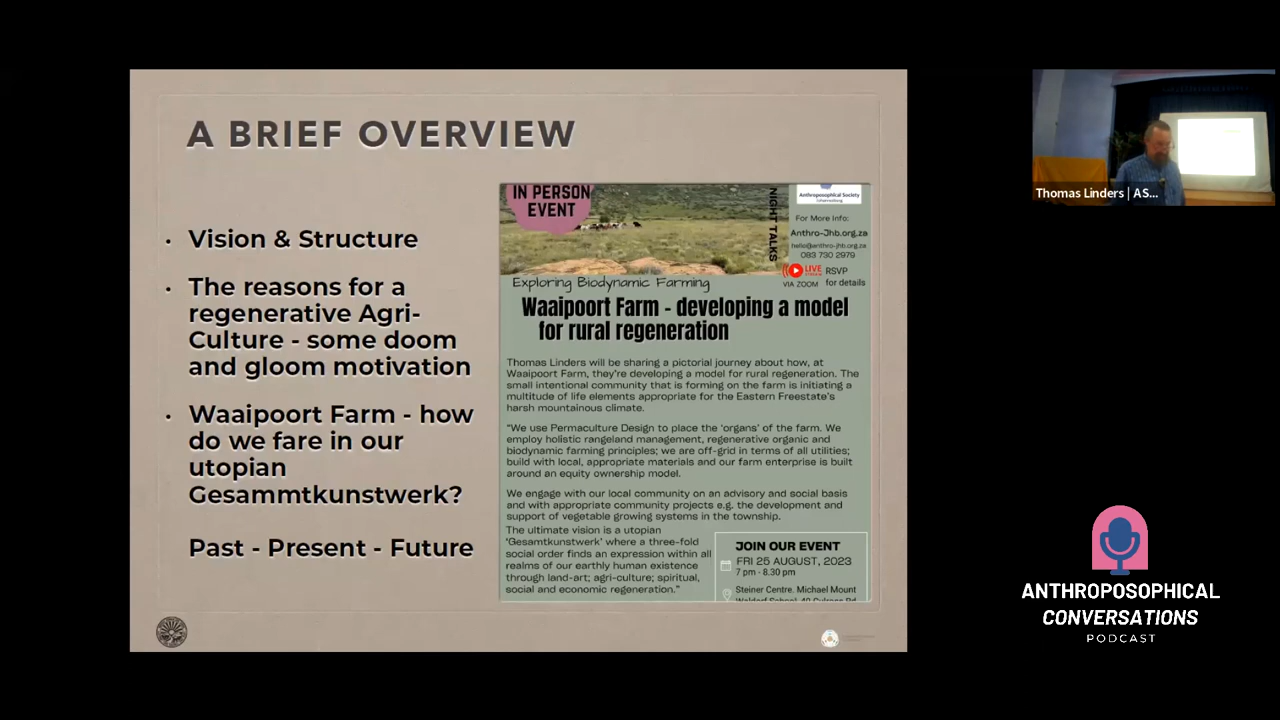 A BRIEF OVERVIEW
• Vision & Structure
• The reasons for a
regenerative Agri-
Culture - some doom
and gloom motivation
• Waaipoort Farm - how
do we fare in our
utopian
Gesammtkunstwerk?
Past - Present - Future
IN PERSON
EVENT
NIGHT TALKS
Anthroposophical Society
For More Info:
Anthro-Jhb.org.za
hello@anthro-jhb.org.za
083 730 2979
LIVE
VIA ZOOM
RSVP
for details
Exploring Biodynamic Farming
Waaipoort Farm - developing a model
for rural regeneration
Thomas Linders will be sharing a pictorial journey about how, at
Waaipoort Farm, they're developing a model for rural regeneration. The
small intentional community that is forming on the farm is initiating a
multitude of life elements appropriate for the Eastern Freestate's
harsh mountainous climate.
"We use Permaculture Design to place the 'organs' of the farm. We
employ holistic rangeland management, regenerative organic and
biodynamic farming principles; we are off-grid in terms of all utilities;
build with local, appropriate materials and our farm enterprise is built
around an equity ownership model.
We engage with our local community on an advisory and social basis
and with appropriate community projects e.g. the development and
support of vegetable growing systems in the township.
The ultimate vision is a utopian
'Gesamtkunstwerk' where a three-fold
social order finds an expression within all
realms of our earthly human existence
through land-art; agri-culture; spiritual,
social and economic regeneration."
JOIN OUR EVENT
FRI 25 AUGUST, 2023
7 pm - 8.30 pm
Steiner Centre. Michael Mount
Thomas Linders | AS...
ANTHROPOSOPHICAL
CONVERSATIONS
PODCAST